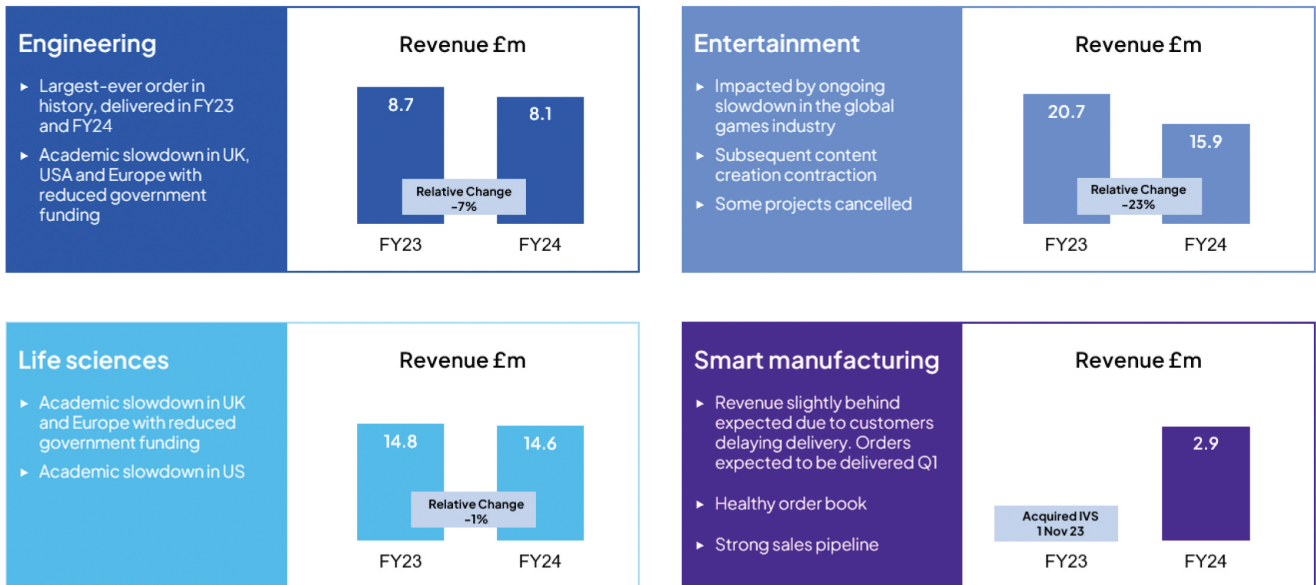 Engineering
▸ Largest-ever order in
history, delivered in FY23
and FY24
▸ Academic slowdown in UK,
USA and Europe with
reduced government
funding
Revenue £m
8.7
8.1
Relative Change
-7%
FY23
FY24
Entertainment
▸ Impacted by ongoing
slowdown in the global
games industry
▸ Subsequent content
creation contraction
▸ Some projects cancelled
Revenue £m
20.7
15.9
Relative Change
-23%
FY23
FY24
Life sciences
▸ Academic slowdown in UK
and Europe with reduced
government funding
▸ Academic slowdown in US
Revenue £m
14.8
14.6
Relative Change
-1%
FY23
FY24
Smart manufacturing
▸ Revenue slightly behind
expected due to customers
delaying delivery. Orders
expected to be delivered Q1
▸ Healthy order book
▸ Strong sales pipeline
Revenue £m
2.9
Acquired IVS
1 Nov 23
FY23
FY24